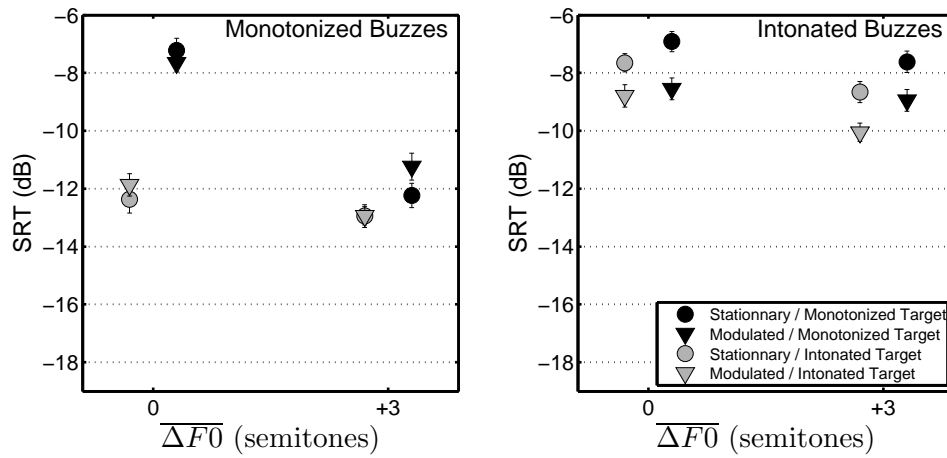 Monotonized Buzzes
SRT (dB)
−6
−8
−10
−12
−14
−16
−18
0
+3
ΔF0 (semitones)
Intonated Buzzes
SRT (dB)
−6
−8
−10
−12
−14
−16
−18
Stationnary / Monotonized Target
Modulated / Monotonized Target
Stationnary / Intonated Target
Modulated / Intonated Target
0
+3
ΔF0 (semitones)